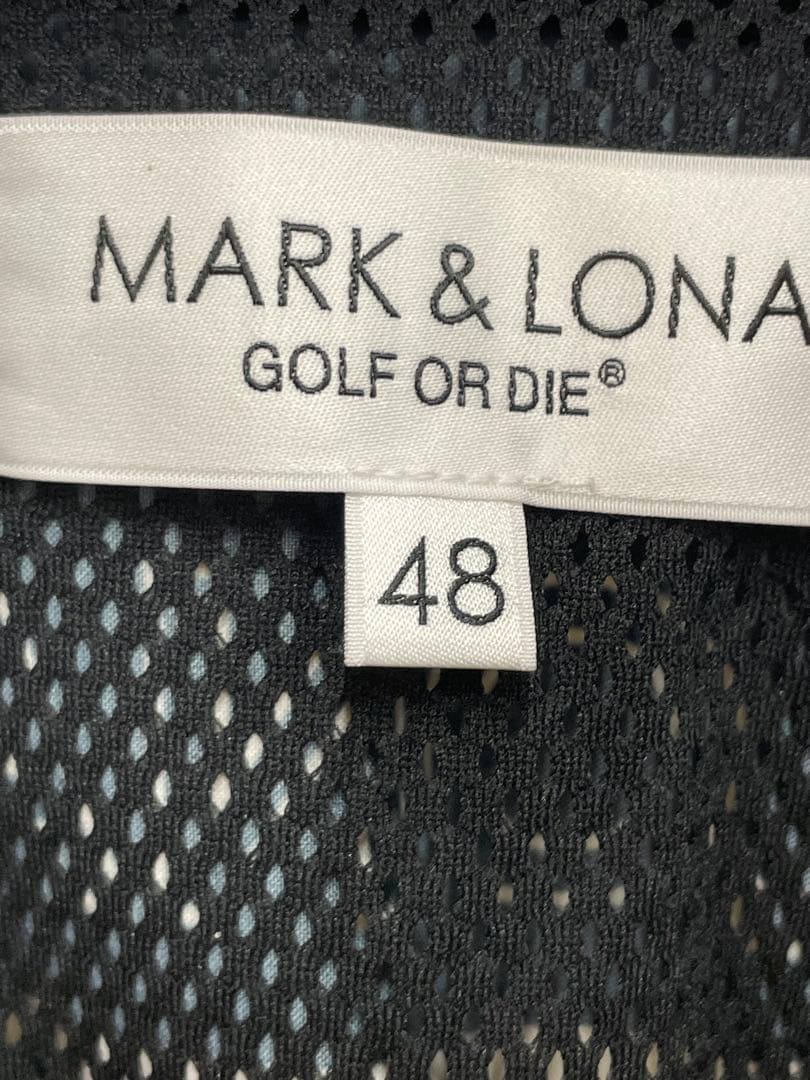 MARK & LONA
GOLF OR DIE®
48